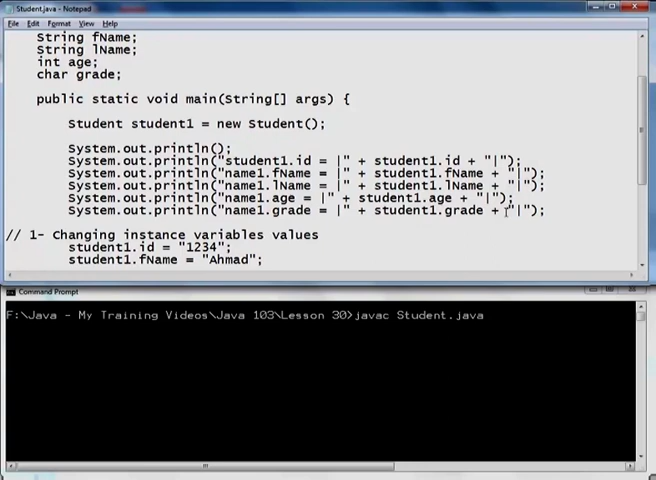 Student.java - Notepad
File Edit Format View Help
String fName;
String lName;
int age;
char grade;
public static void main(String[] args) {
Student student1 = new Student();
System.out.println();
System.out.println("student1.id = |" + student1.id + "|");
System.out.println("name1.fName = |" + student1.fName + "|");
System.out.println("name1.lName = |" + student1.lName + "|");
System.out.println("name1.age = |" + student1.age + "|");
System.out.println("name1.grade = |" + student1.grade + "|");
// 1- Changing instance variables values
student1.id = "1234";
student1.fName = "Ahmad";
Command Prompt
F:\Java - My Training Videos\Java 103\Lesson 30>javac Student.java